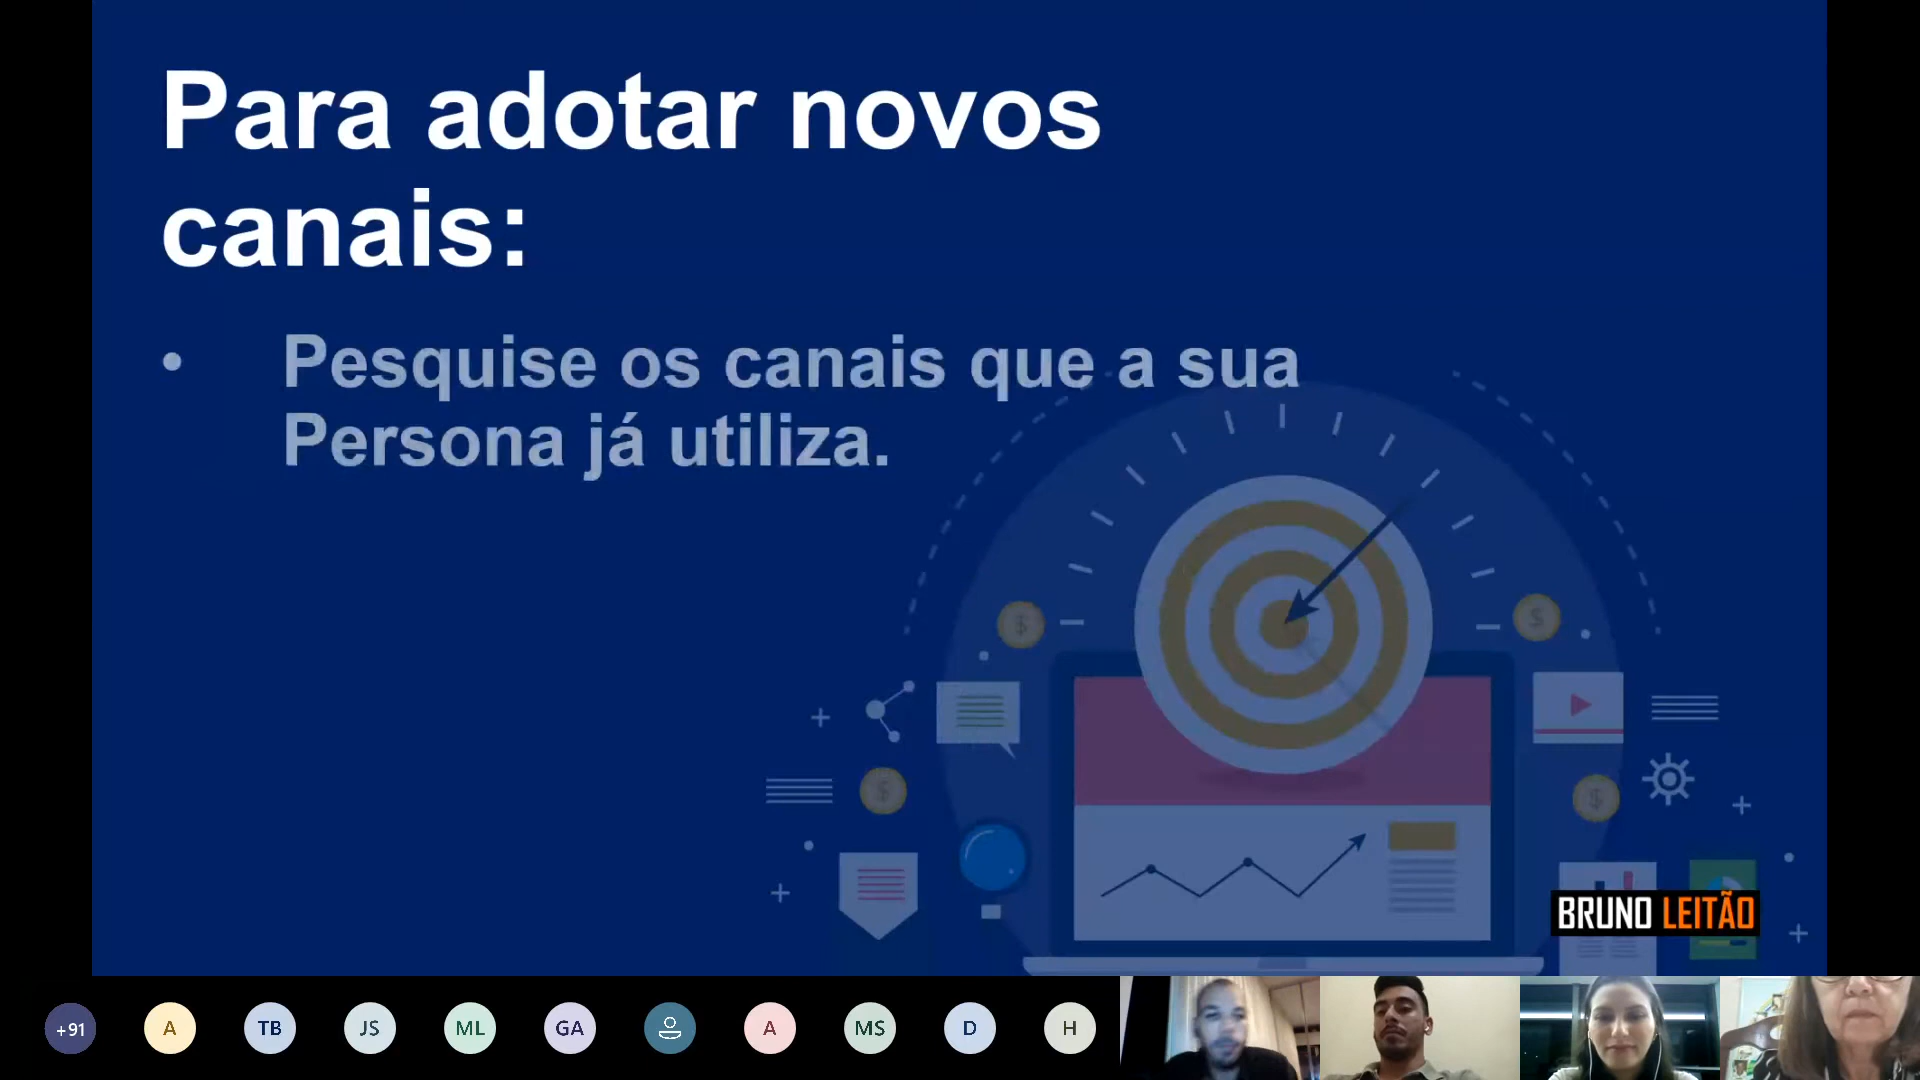 Para adotar novos
canais:
• Pesquise os canais que a sua
Persona já utiliza.
BRUNO LEITÃO
+91 A TB JS ML GA A MS D H